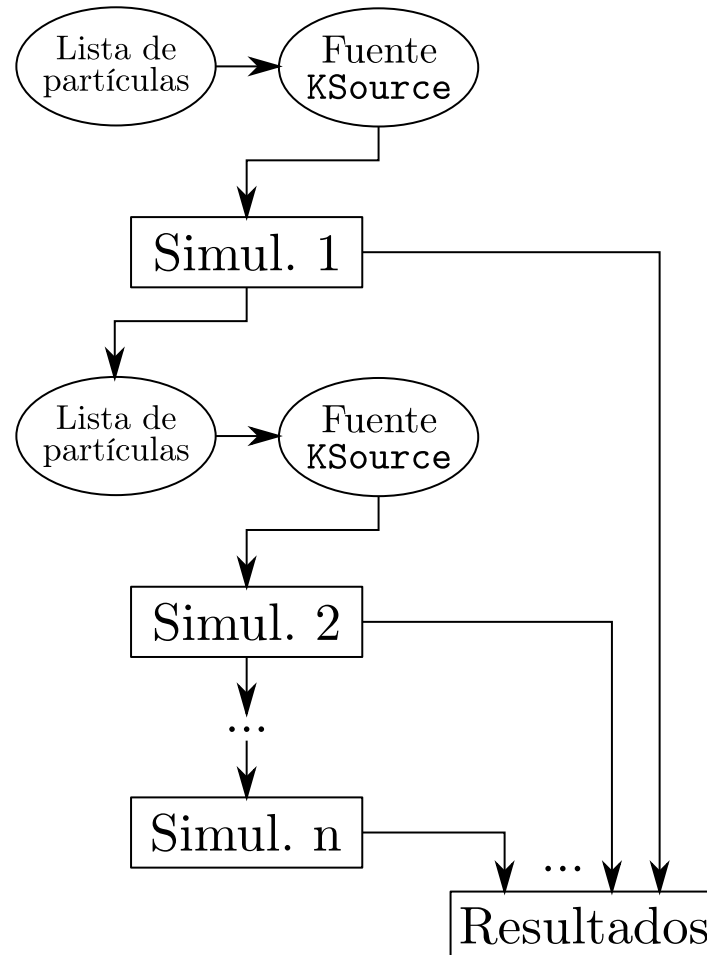 Lista de
partículas
Fuente
KSource
Simul. 1
Lista de
partículas
Fuente
KSource
Simul. 2
...
Simul. n
...
Resultados